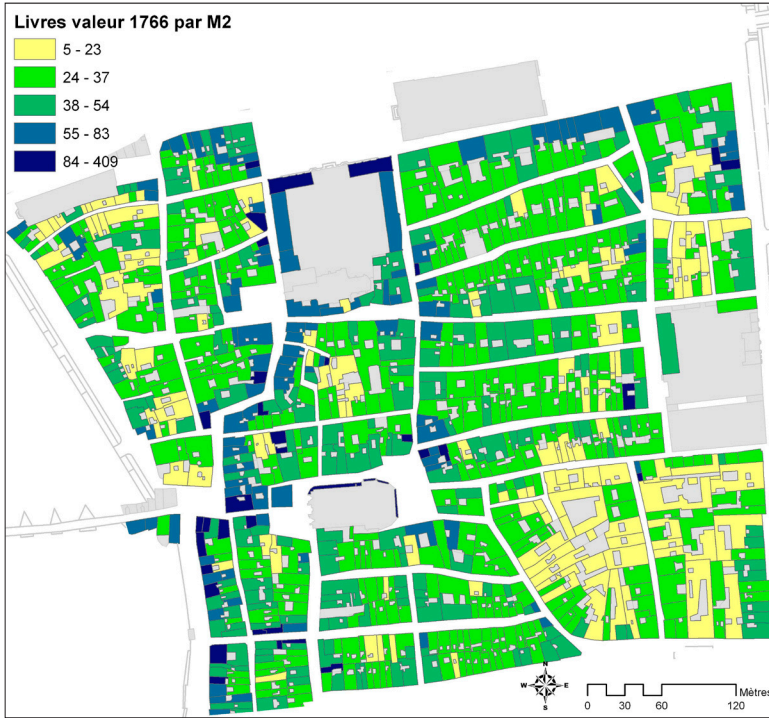 Livres valeur 1766 par M2
5 - 23
24 - 37
38 - 54
55 - 83
84 - 409
N
W E
S
Mètres
0 30 60 120